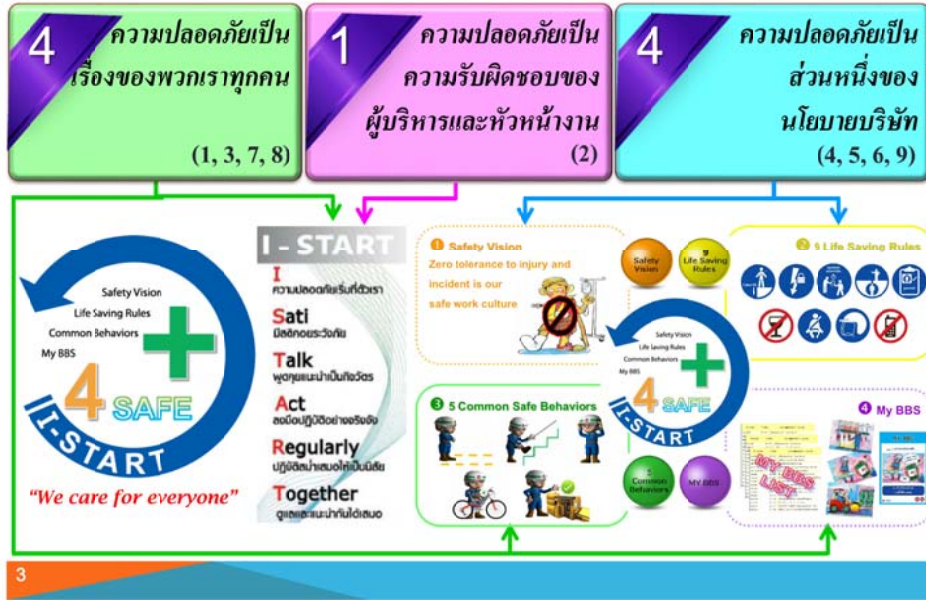 4
ความปลอดภัยเป็น
เรื่องของพวกเราทุกคน
(1, 3, 7, 8)
1
ความปลอดภัยเป็น
ความรับผิดชอบของ
ผู้บริหารและหัวหน้างาน
(2)
4
ความปลอดภัยเป็น
ส่วนหนึ่งของ
นโยบายบริษัท
(4, 5, 6, 9)
Safety Vision
Life Saving Rules
Common Behaviors
My BBS
4 SAFE
I-START
"We care for everyone"
I - START
I
ความปลอดภัยเริ่มที่ตัวเรา
Sati
มีสติคอยระวังภัย
Talk
พูดคุยแนะนำเป็นกิจวัตร
Act
ลงมือปฏิบัติอย่างจริงจัง
Regularly
ปฏิบัติสม่ำเสมอให้เป็นนิสัย
Together
ดูแลและแนะนำกันได้เสมอ
1 Safety Vision
Zero tolerance to injury and
incident is our
safe work culture
Safety
Vision
9
Life Saving
Rules
2 9 Life Saving Rules
Safety Vision
Life Saving Rules
Common Behaviors
My BBS
4 SAFE
I-START
3 5 Common Safe Behaviors
5
Common
Behaviors
MY BBS
4 My BBS
MY BBS
LIST
3